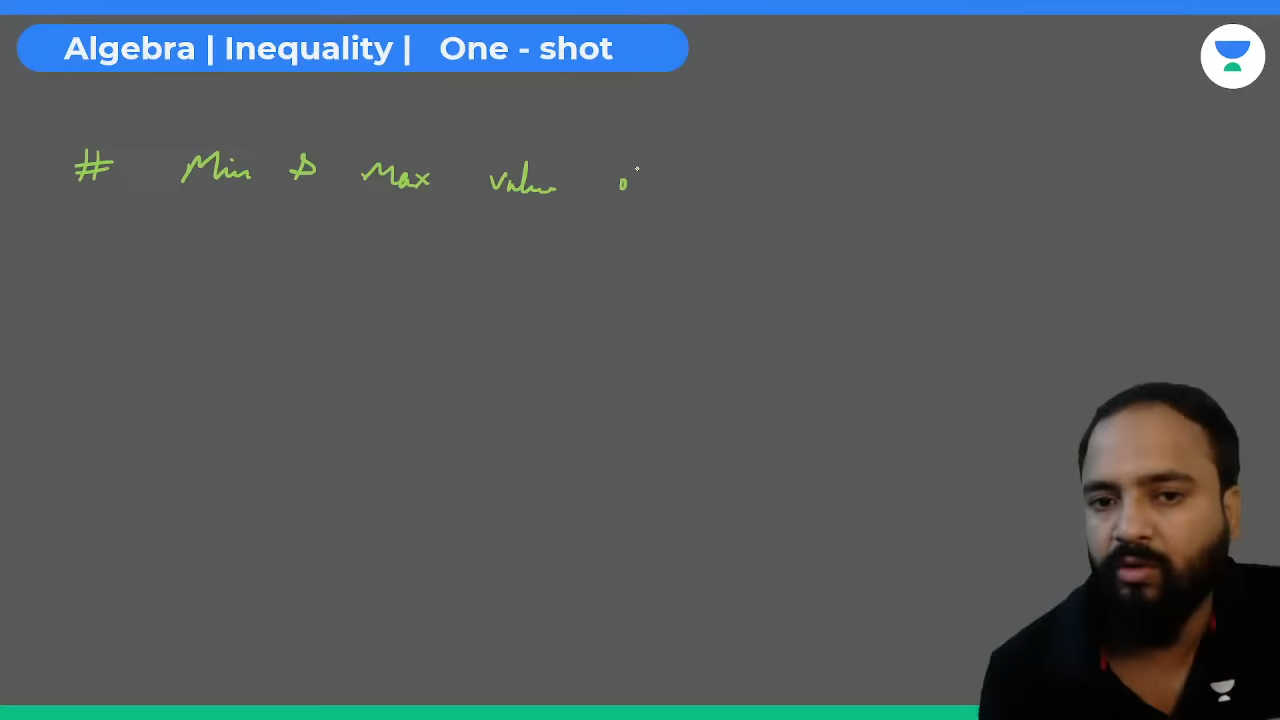 Algebra | Inequality | One - shot
# Min & Max value o